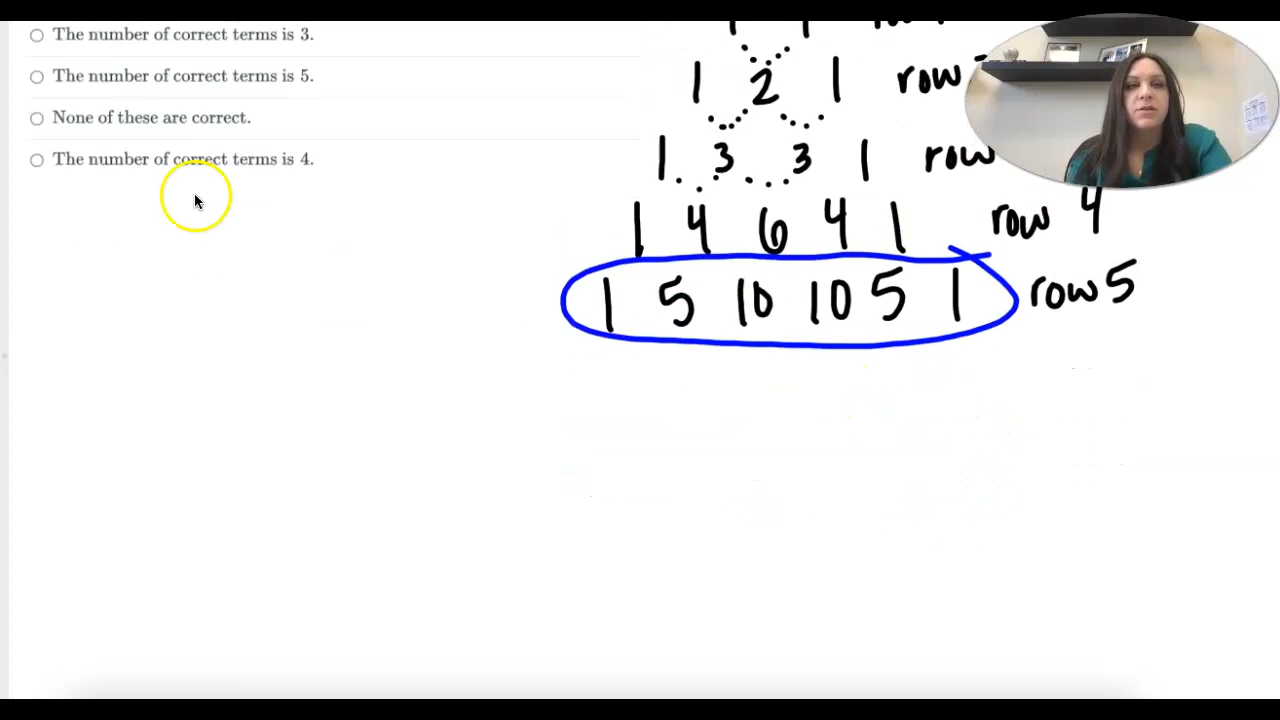 The number of correct terms is 3.
The number of correct terms is 5.
None of these are correct.
The number of correct terms is 4.
1 2 1 row
1 3 3 1 row
1 4 6 4 1 row 4
1 5 10 10 5 1 row 5